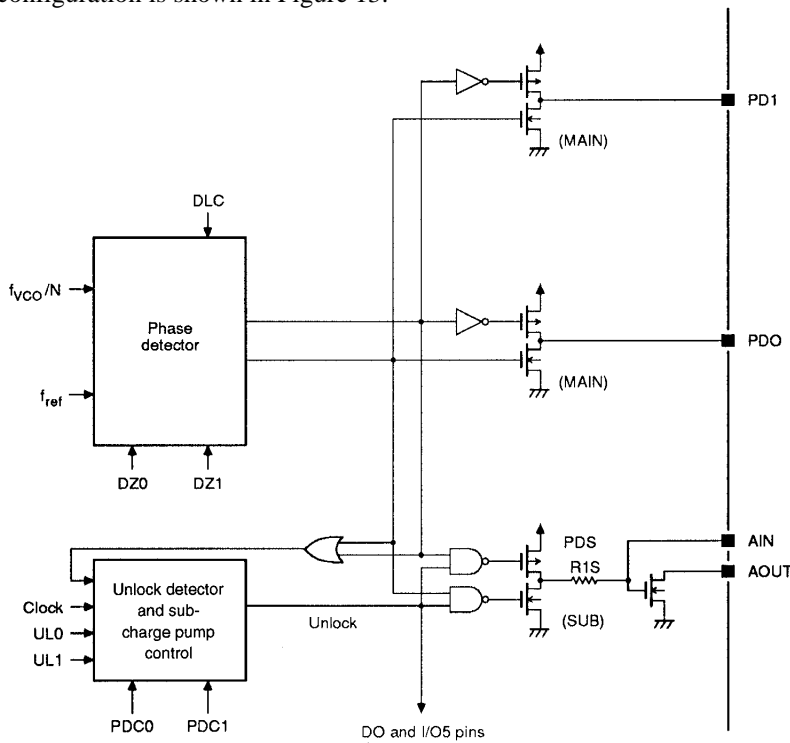 configuration is shown in Figure 13.
PD1
(MAIN)
DLC
fVCO/N
Phase
detector
fref
DZ0
DZ1
PDO
(MAIN)
PDS
R1S
(SUB)
AIN
AOUT
Clock
UL0
UL1
Unlock detector
and sub-
charge pump
control
Unlock
PDC0
PDC1
DO and I/O5 pins